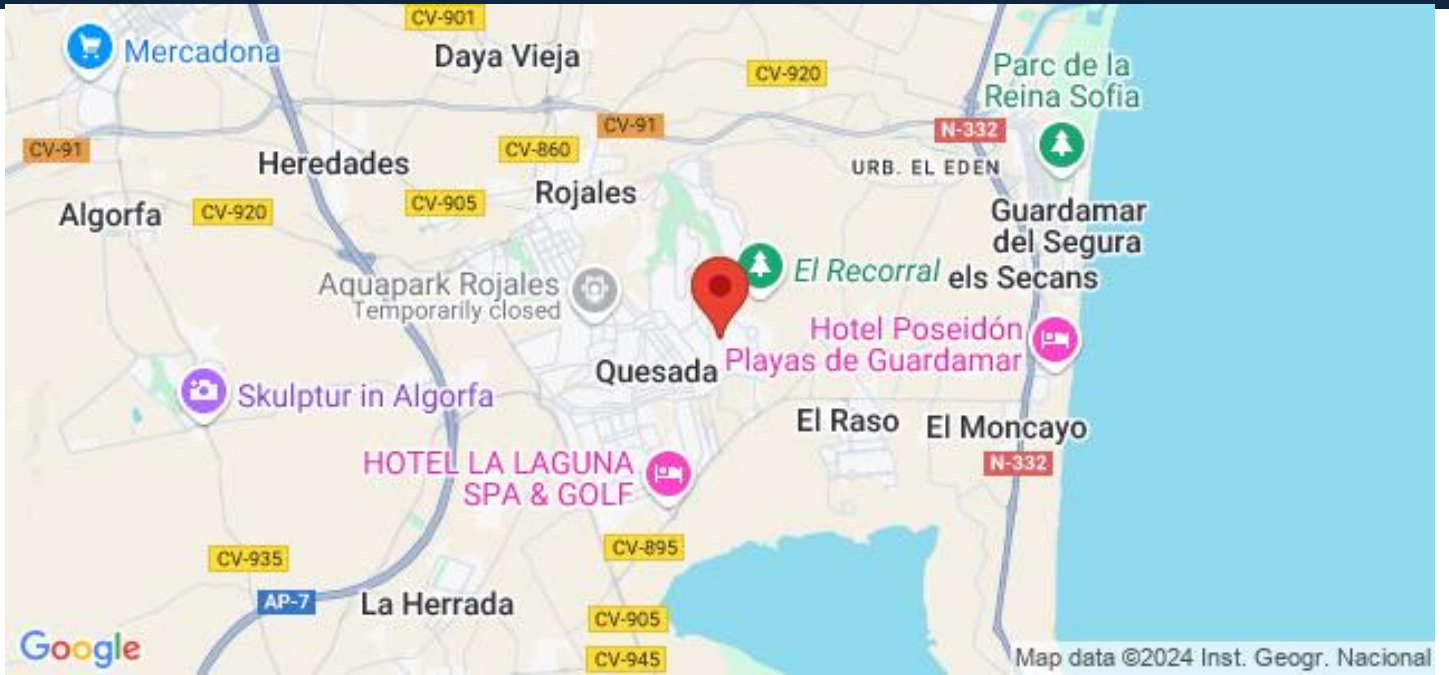 CV-901
Mercadona
Daya Vieja
CV-920
Parc de la
Reina Sofia
CV-91
N-332
CV-91
CV-860
Heredades
URB. EL EDEN
Rojales
Algorfa
CV-920
CV-905
Guardamar
del Segura
El Recorral
els Secans
Aquapark Rojales
Temporarily closed
Hotel Poseidón
Playas de Guardamar
Quesada
Skulptur in Algorfa
El Raso
El Moncayo
HOTEL LA LAGUNA
SPA & GOLF
N-332
CV-935
CV-895
AP-7
La Herrada
CV-905
Google
CV-945
Map data ©2024 Inst. Geogr. Nacional